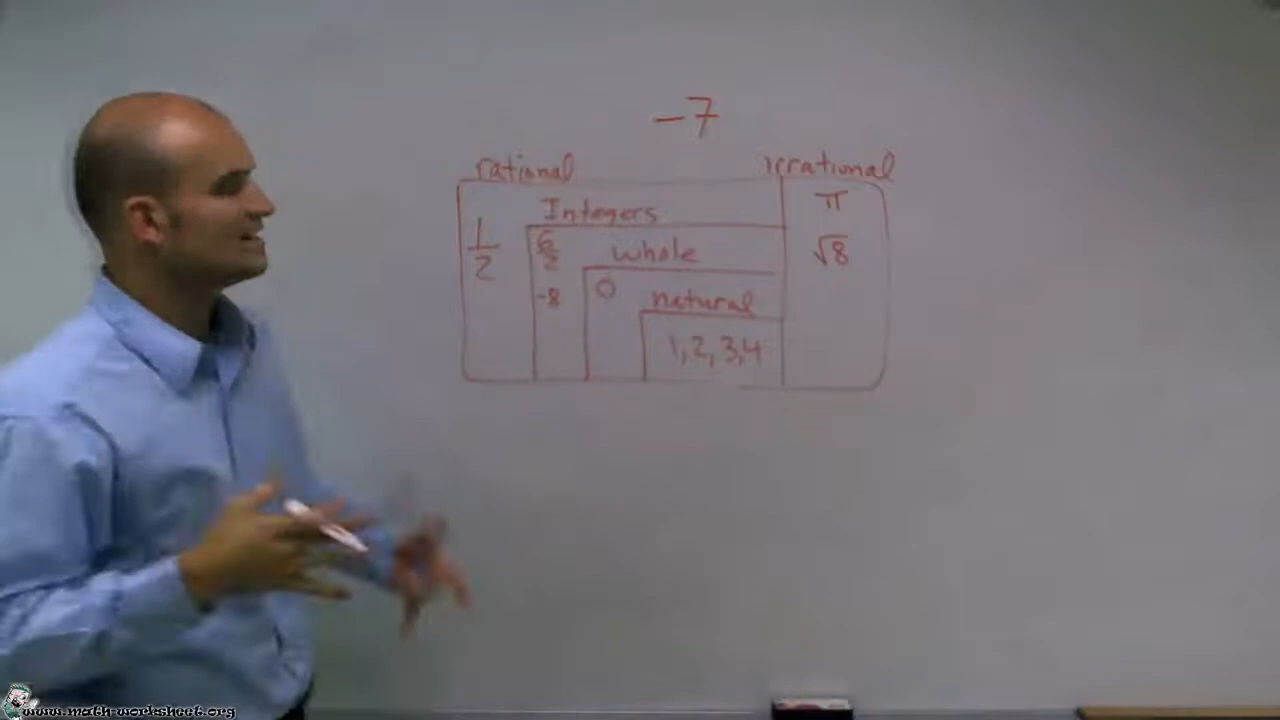 -7
rational
irrational
Integers
π
1/2
6/2
whole
√8
-8
0
natural
1, 2, 3, 4
www.math-worksheet.org